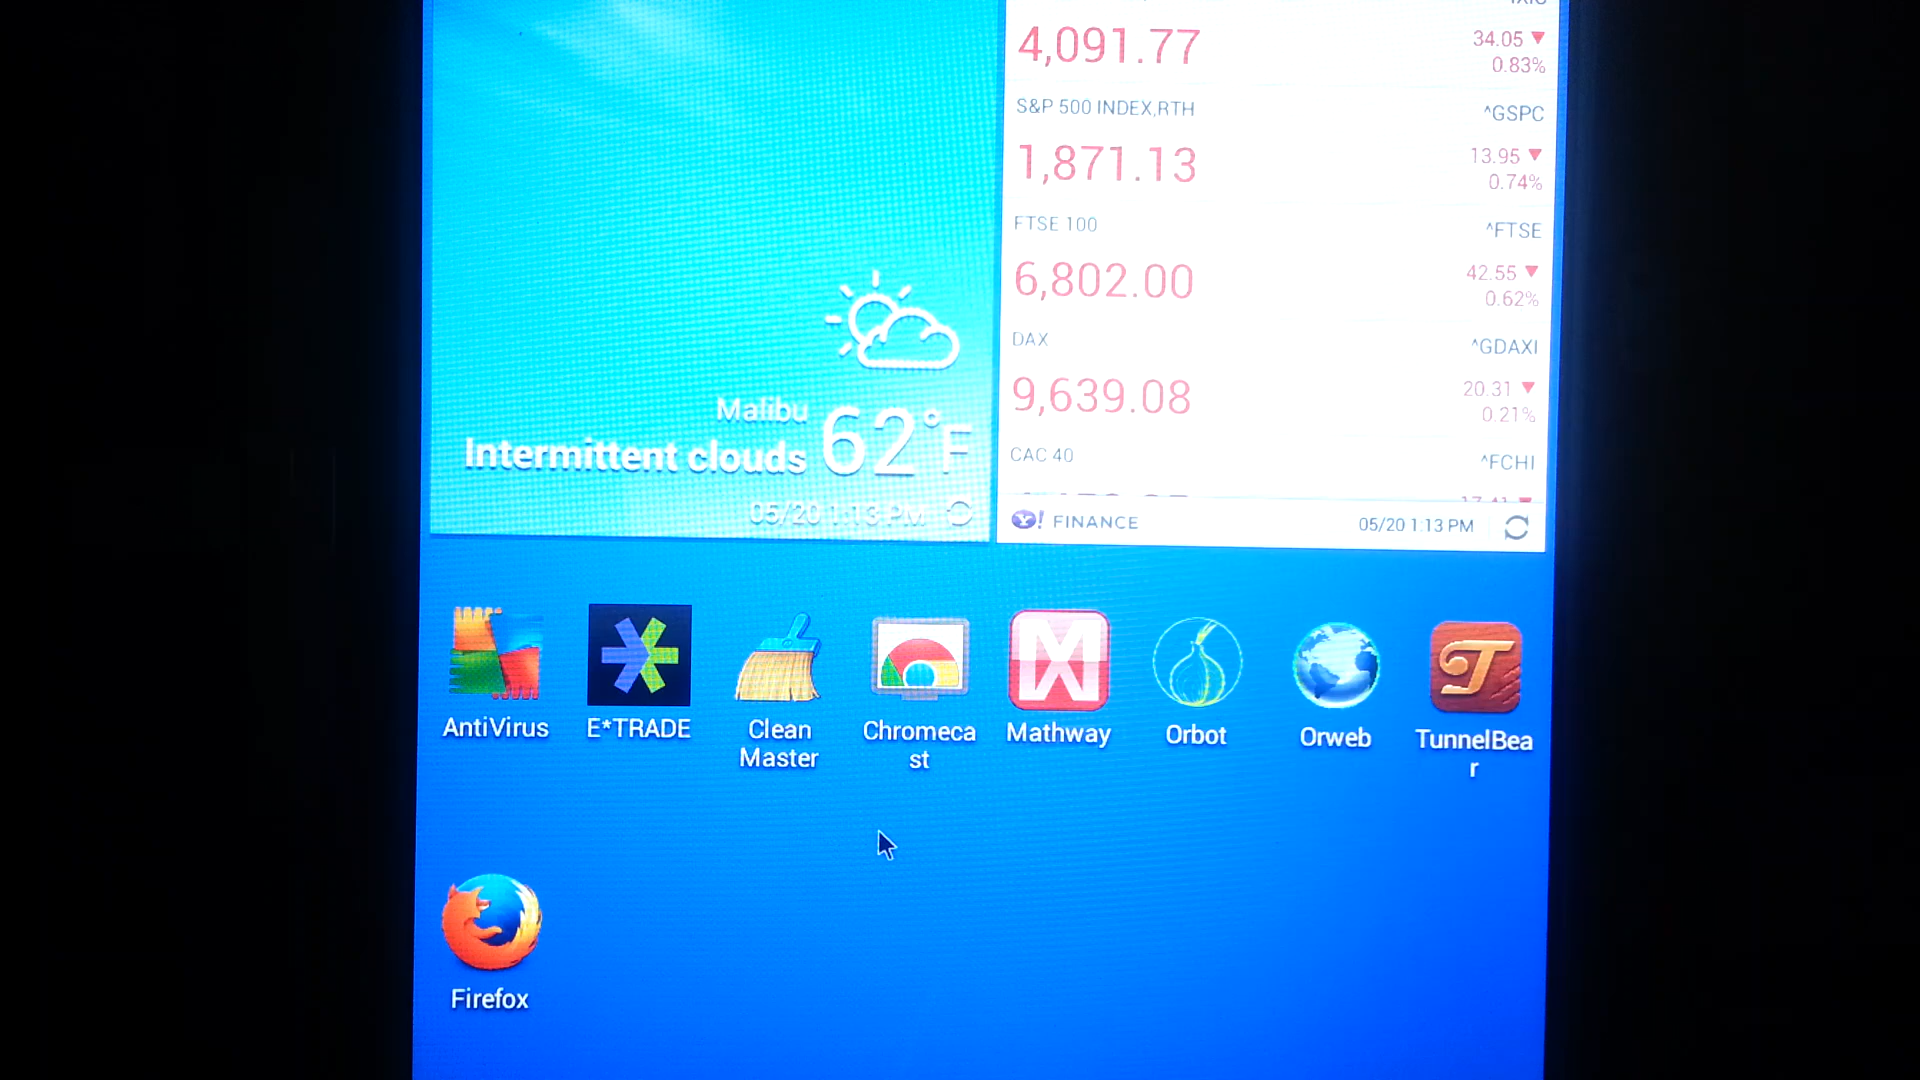 4,091.77
34.05 ▼
0.83%
S&P 500 INDEX,RTH
^GSPC
1,871.13
13.95 ▼
0.74%
FTSE 100
^FTSE
6,802.00
42.55 ▼
0.62%
DAX
^GDAXI
9,639.08
20.31 ▼
0.21%
CAC 40
^FCHI
17.41 ▼
Y! FINANCE
05/20 1:13 PM
Malibu
62°F
Intermittent clouds
05/20 1:13 PM
AntiVirus
E*TRADE
Clean
Master
Chromeca
st
Mathway
Orbot
Orweb
TunnelBea
r
Firefox